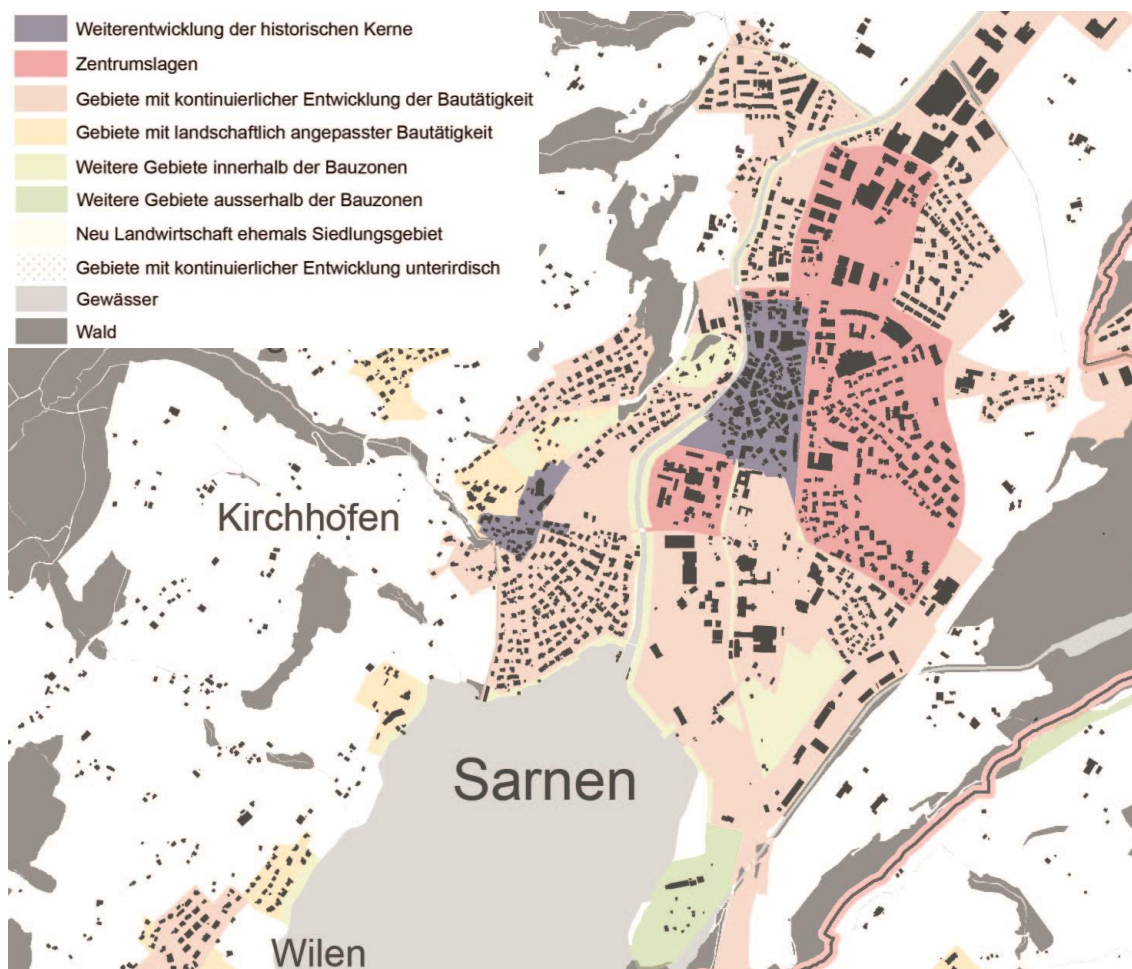 Weiterentwicklung der historischen Kerne
Zentrumslagen
Gebiete mit kontinuierlicher Entwicklung der Bautätigkeit
Gebiete mit landschaftlich angepasster Bautätigkeit
Weitere Gebiete innerhalb der Bauzonen
Weitere Gebiete ausserhalb der Bauzonen
Neu Landwirtschaft ehemals Siedlungsgebiet
Gebiete mit kontinuierlicher Entwicklung unterirdisch
Gewässer
Wald
Kirchhofen
Sarnen
Wilen